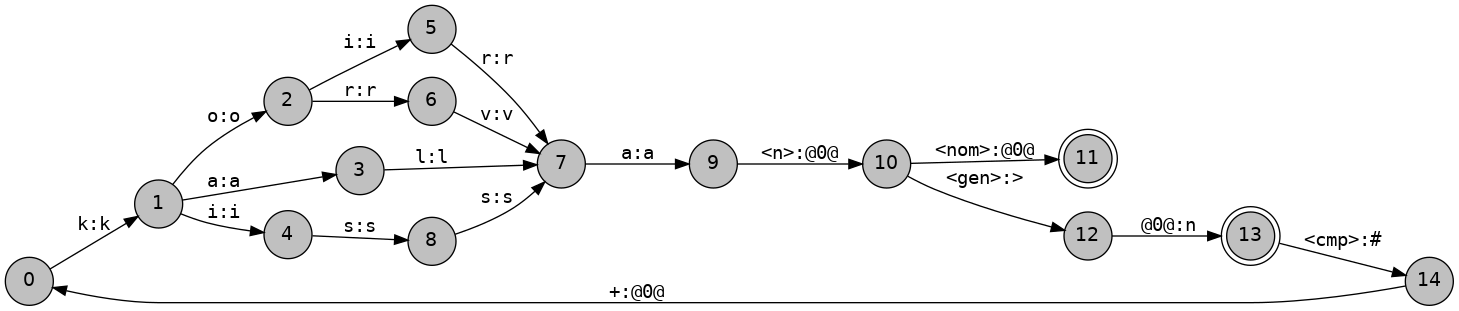 5
i:i
r:r
2
r:r
6
o:o
v:v
a:a
l:l
3
7
a:a
9
<n>:@0@
10
<nom>:@0@
11
<gen>:>
k:k
1
i:i
4
s:s
8
s:s
12
@0@:n
13
<cmp>:#
0
+:@0@
14